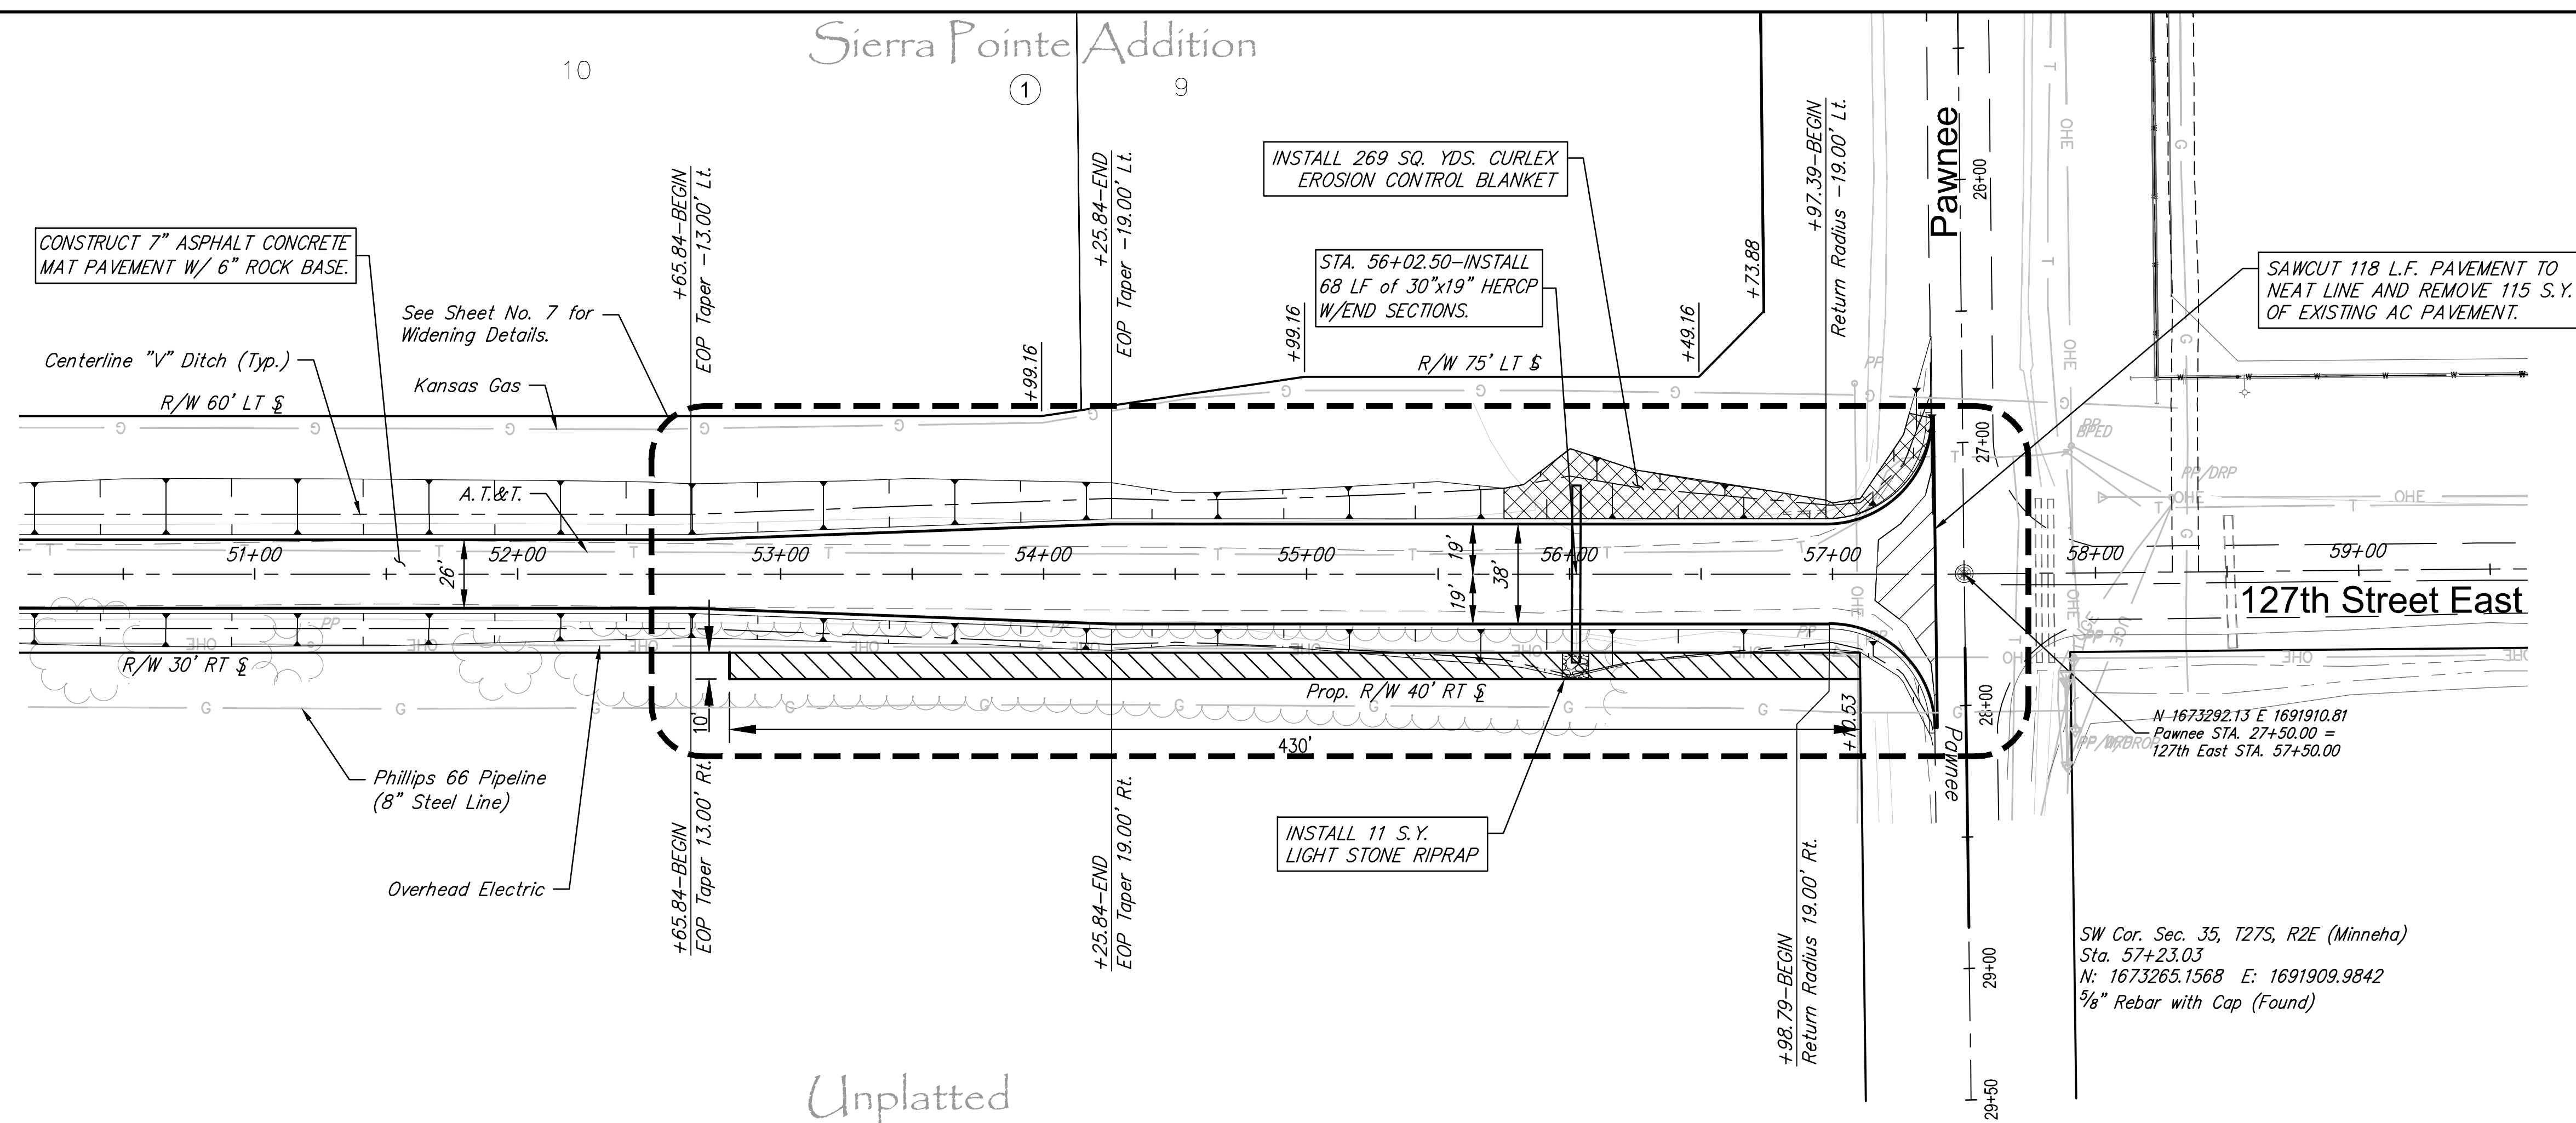 Sierra Pointe Addition
10
1
9
CONSTRUCT 7" ASPHALT CONCRETE
MAT PAVEMENT W/ 6" ROCK BASE.
See Sheet No. 7 for
Widening Details.
Centerline "V" Ditch (Typ.)
Kansas Gas
R/W 60' LT ℄
A.T.&T.
+65.84-BEGIN
EOP Taper -13.00' Lt.
+99.16
+25.84-END
EOP Taper -19.00' Lt.
INSTALL 269 SQ. YDS. CURLEX
EROSION CONTROL BLANKET
STA. 56+02.50-INSTALL
68 LF of 30"x19" HERCP
W/END SECTIONS.
+99.16
R/W 75' LT ℄
+49.16
+73.88
+97.39-BEGIN
Return Radius -19.00' Lt.
Pawnee
26+00
27+00
SAWCUT 118 L.F. PAVEMENT TO
NEAT LINE AND REMOVE 115 S.Y.
OF EXISTING AC PAVEMENT.
51+00
52+00
53+00
54+00
55+00
56+00
57+00
58+00
59+00
26'
19'
19'
38'
127th Street East
R/W 30' RT ℄
Prop. R/W 40' RT ℄
10'
430'
+10.53
28+00
Pawnee
N 1673292.13 E 1691910.81
Pawnee STA. 27+50.00 =
127th East STA. 57+50.00
Phillips 66 Pipeline
(8" Steel Line)
Overhead Electric
+65.84-BEGIN
EOP Taper 13.00' Rt.
+25.84-END
EOP Taper 19.00' Rt.
INSTALL 11 S.Y.
LIGHT STONE RIPRAP
+98.79-BEGIN
Return Radius 19.00' Rt.
29+00
29+50
SW Cor. Sec. 35, T27S, R2E (Minneha)
Sta. 57+23.03
N: 1673265.1568 E: 1691909.9842
5/8" Rebar with Cap (Found)
Unplatted
PP
PP/DRP
OHE
OHE
G
T